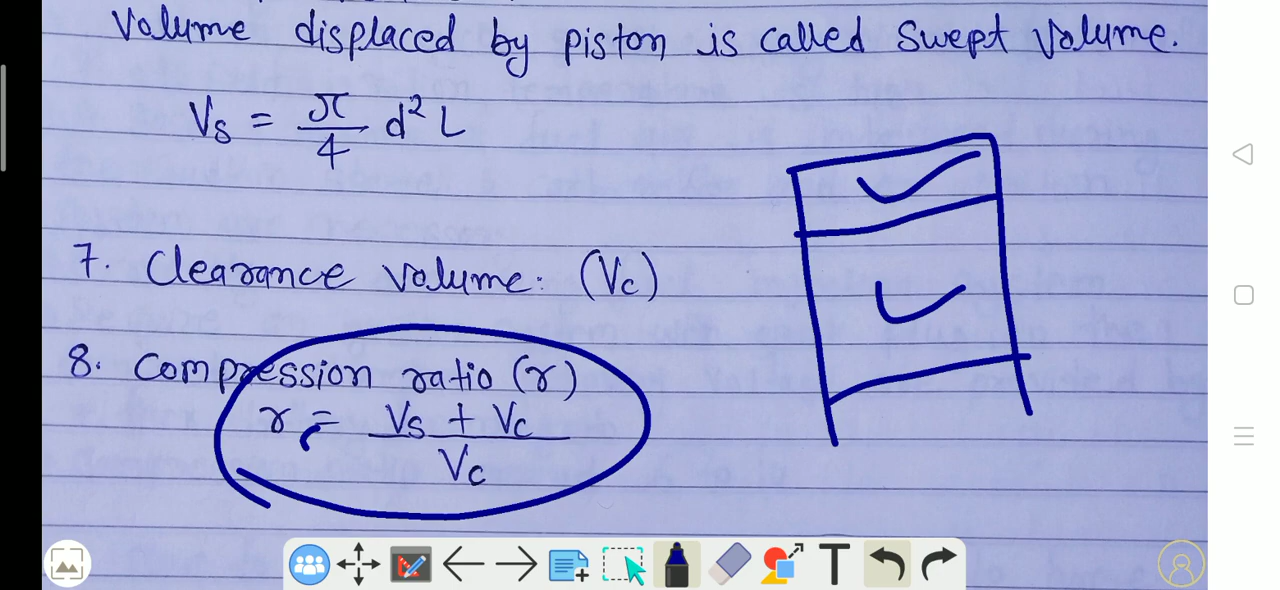 Volume displaced by piston is called Swept Volume.
Vs = π/4 d² L
7. Clearance Volume: (Vc)
8. Compression ratio (r)
r = Vs + Vc / Vc
T